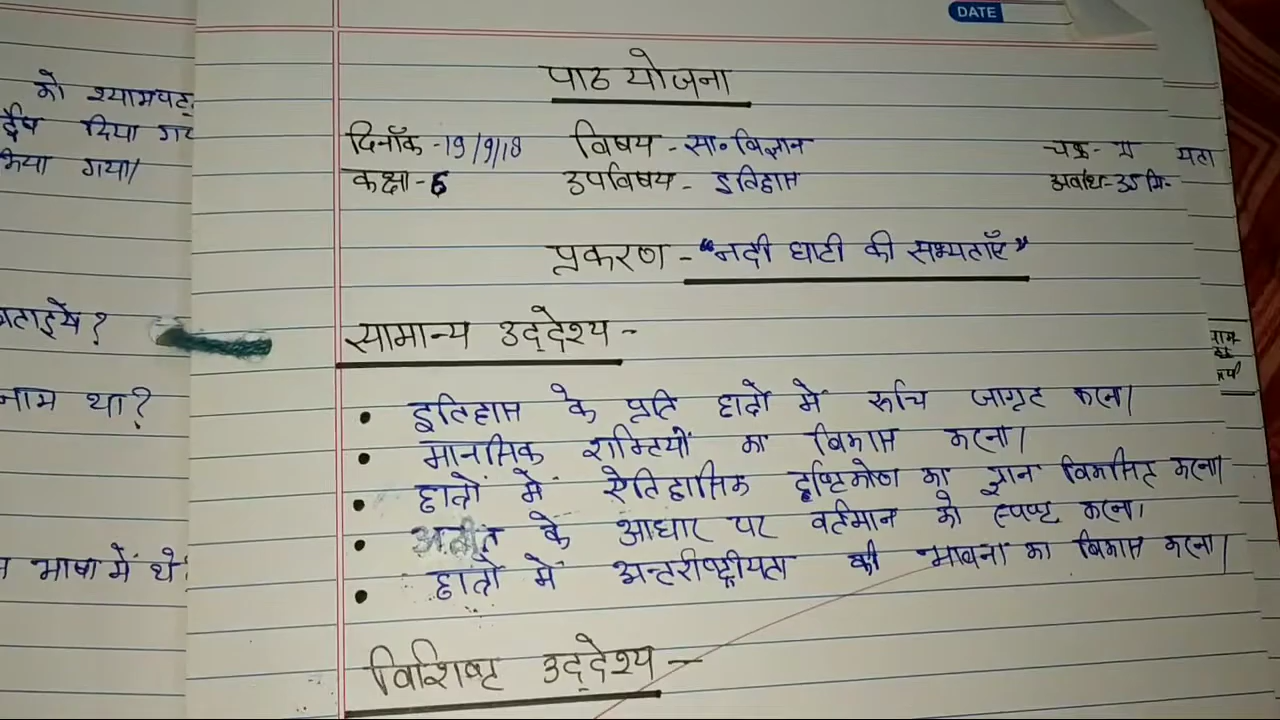 DATE
को श्यामपट्
दिया
किया गया।
बताइये?
नाम था?
भाषा में थे
पाठ योजना
दिनाँक -19/9/18 विषय - सा० विज्ञान चक्र-
कक्षा-6 उपविषय - इतिहास अवधि-35 मि-
प्रकरण - "नदी घाटी की सभ्यताएँ"
सामान्य उद्देश्य -
• इतिहास के प्रति छात्रों में रुचि जागृत करना।
• मानसिक शक्तियों का विकास करना।
• छात्रों में ऐतिहासिक दृष्टिकोण का ज्ञान विकसित करना
• अतीत के आधार पर वर्तमान को स्पष्ट करना।
• छात्रों में अन्तर्राष्ट्रीयता की भावना का विकास करना।
विशिष्ट उद्देश्य -